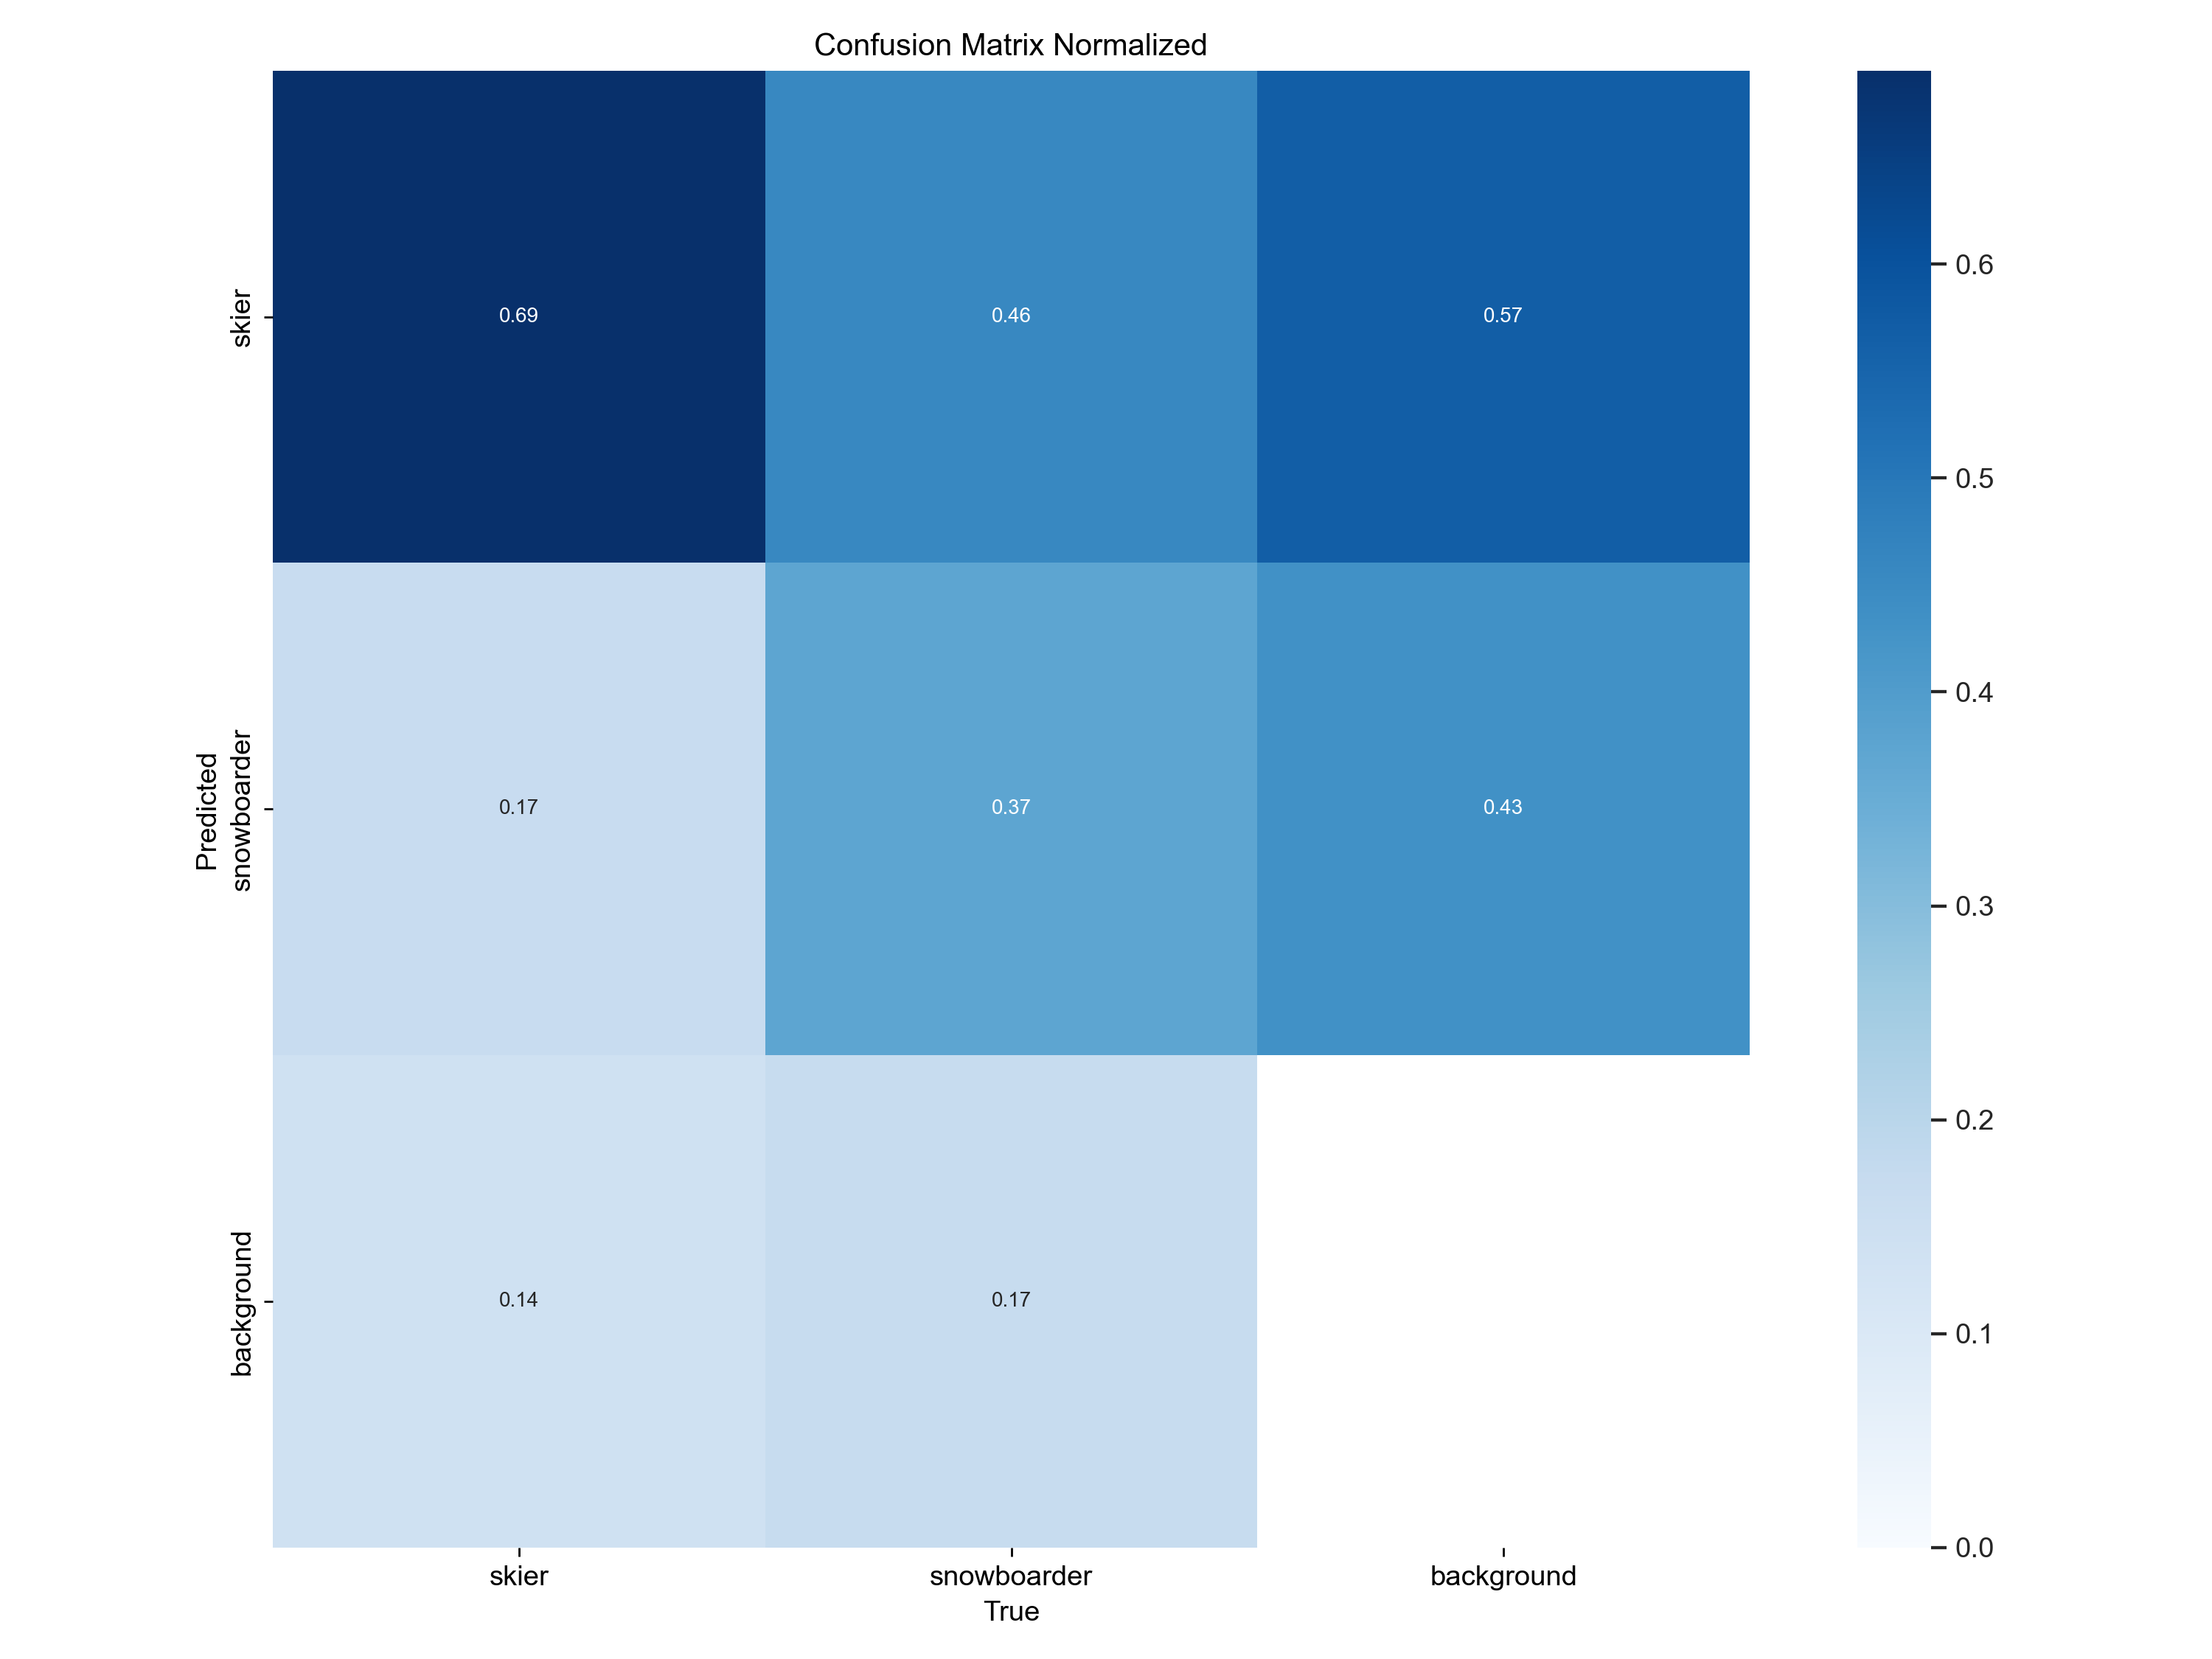 Confusion Matrix Normalized
skier
0.69
0.46
0.57
Predicted
snowboarder
0.17
0.37
0.43
background
0.14
0.17
skier
snowboarder
background
True
0.6
0.5
0.4
0.3
0.2
0.1
0.0